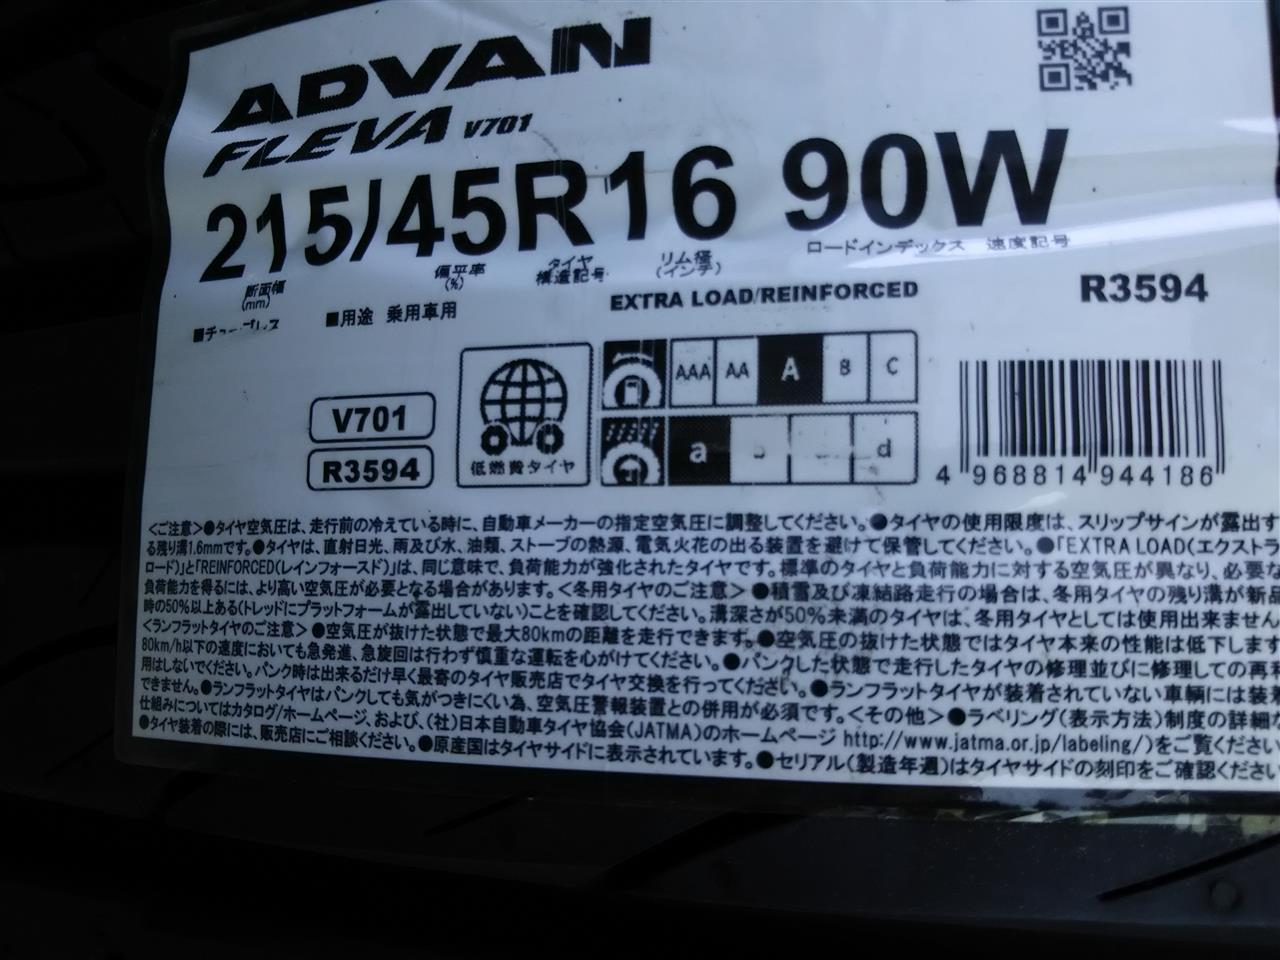 ADVAN
FLEVA V701
215/45R16 90W
断面幅(mm) 偏平率(%) タイヤ構造記号 リム径(インチ) ロードインデックス 速度記号
■チューブレス ■用途 乗用車用 EXTRA LOAD/REINFORCED R3594
V701
R3594
低燃費タイヤ
AAA AA A B C
a d
4 968814 944186
<ご注意>●タイヤ空気圧は、走行前の冷えている時に、自動車メーカーの指定空気圧に調整してください。●タイヤの使用限度は、スリップサインが露出す
る残り溝1.6mmです。●タイヤは、直射日光、雨及び水、油類、ストーブの熱源、電気火花の出る装置を避けて保管してください。●「EXTRA LOAD(エクストラ
ロード)」と「REINFORCED(レインフォースド)」は、同じ意味で、負荷能力が強化されたタイヤです。標準のタイヤと負荷能力に対する空気圧が異なり、必要な
負荷能力を得るには、より高い空気圧が必要となる場合があります。<冬用タイヤのご注意>●積雪及び凍結路走行の場合は、冬用タイヤの残り溝が新品
時の50%以上ある(トレッドにプラットフォームが露出していない)ことを確認してください。溝深さが50%未満のタイヤは、冬用タイヤとしては使用出来ません
<ランフラットタイヤのご注意>●空気圧が抜けた状態で最大80kmの距離を走行できます。●空気圧の抜けた状態ではタイヤ本来の性能は低下します
80km/h以下の速度においても急発進、急旋回は行わず慎重な運転を心がけてください。●パンクした状態で走行したタイヤの修理並びに修理しての再利
用はしないでください。パンク時は出来るだけ早く最寄のタイヤ販売店でタイヤ交換を行ってください。●ランフラットタイヤが装着されていない車輌には装着
できません。●ランフラットタイヤはパンクしても気がつきにくい為、空気圧警報装置との併用が必須です。<その他>●ラベリング(表示方法)制度の詳細な
仕組みについてはカタログ/ホームページ、および、(社)日本自動車タイヤ協会(JATMA)のホームページ http://www.jatma.or.jp/labeling/)をご覧ください
●タイヤ装着の際には、販売店にご相談ください。●原産国はタイヤサイドに表示されています。●セリアル(製造年週)はタイヤサイドの刻印をご確認ください